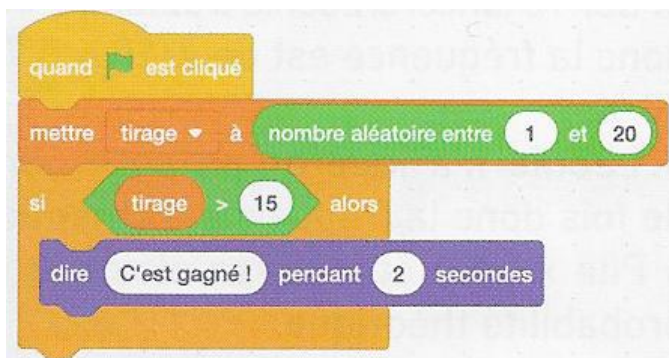 quand est cliqué
mettre tirage à nombre aléatoire entre 1 et 20
si tirage > 15 alors
dire C'est gagné ! pendant 2 secondes